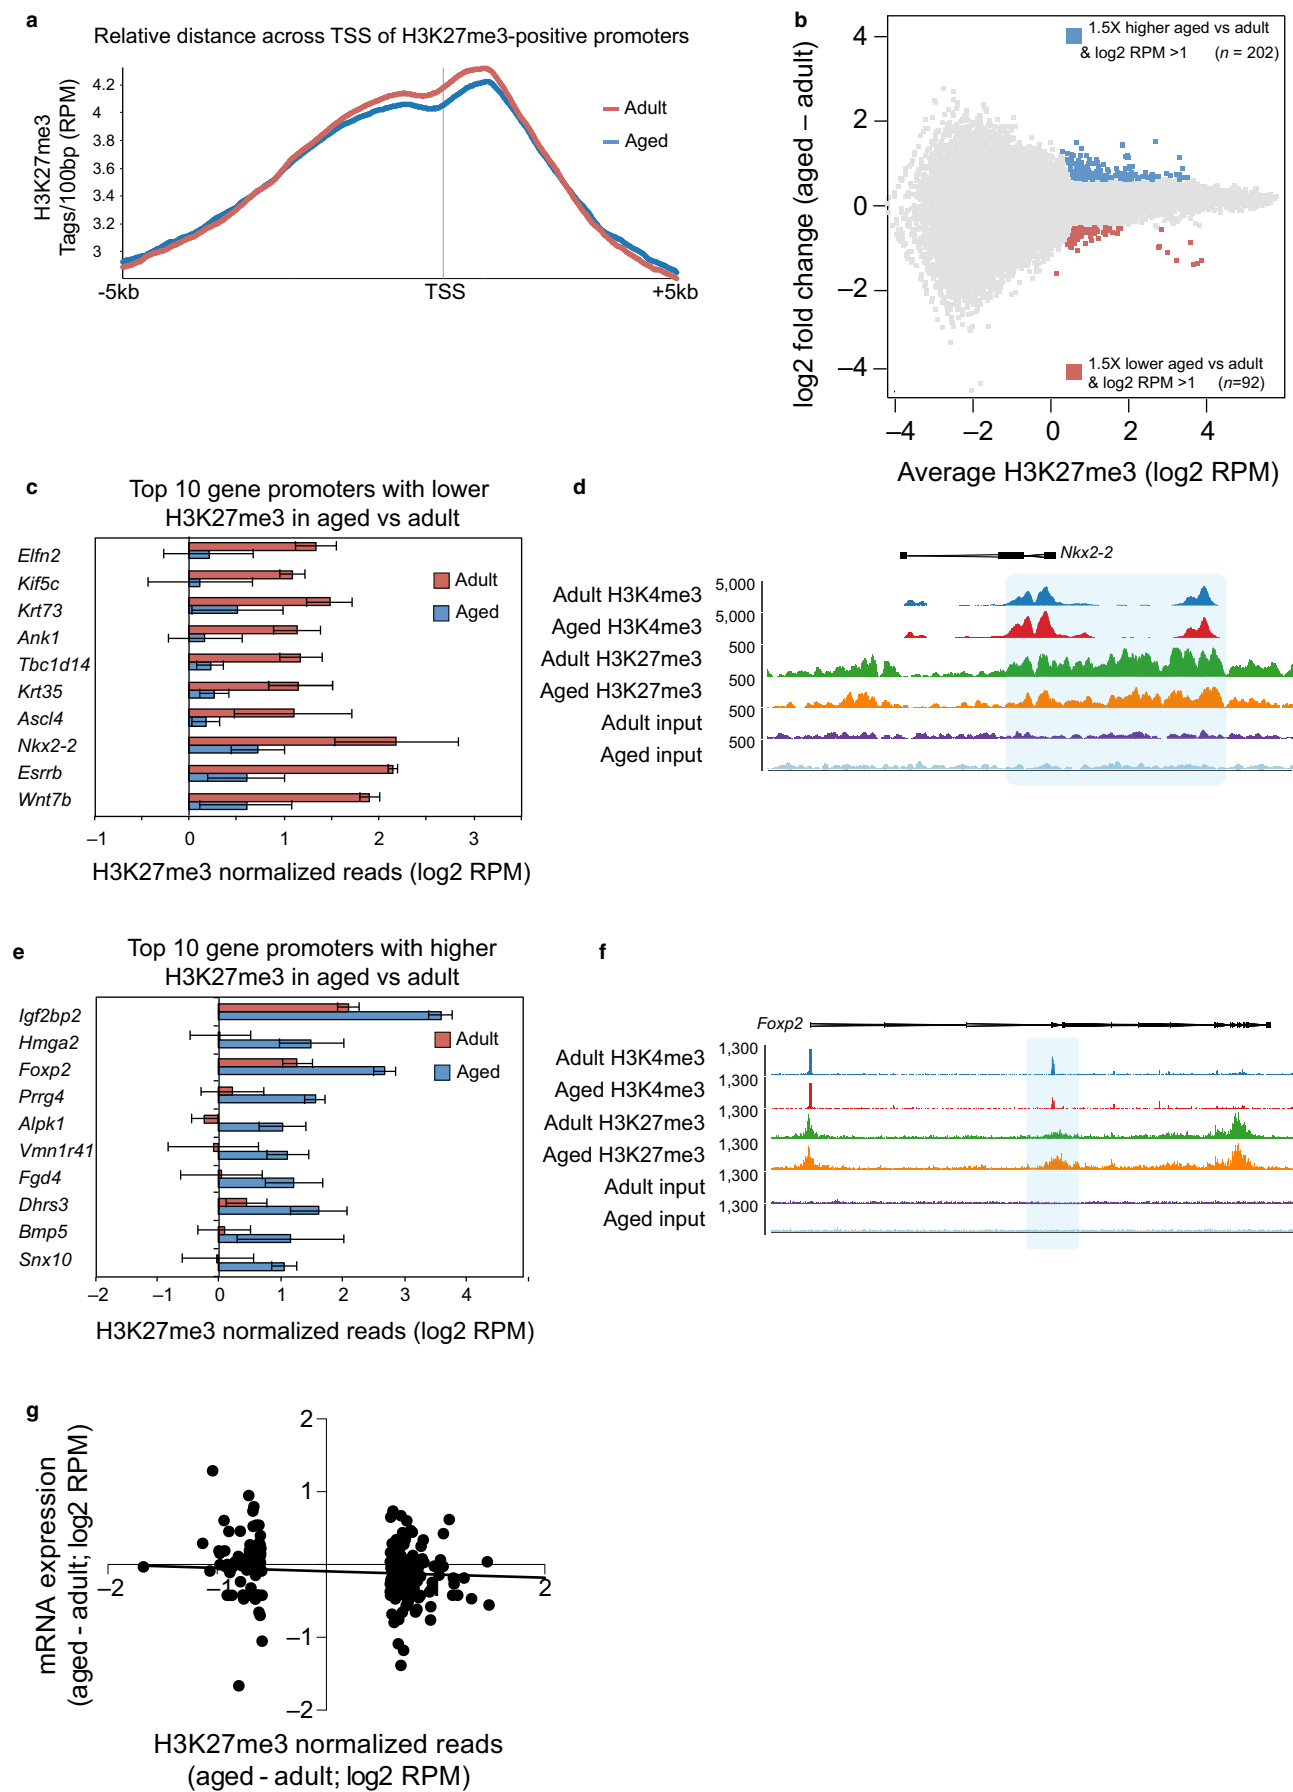 a
Relative distance across TSS of H3K27me3-positive promoters
H3K27me3
Tags/100bp (RPM)
4.2
4
3.8
3.6
3.4
3.2
3
Adult
Aged
-5kb
TSS
+5kb
b
log2 fold change (aged – adult)
4
2
0
–2
–4
1.5X higher aged vs adult
& log2 RPM >1 (n = 202)
1.5X lower aged vs adult
& log2 RPM >1 (n=92)
–4
–2
0
2
4
Average H3K27me3 (log2 RPM)
c
Top 10 gene promoters with lower
H3K27me3 in aged vs adult
Elfn2
Kif5c
Krt73
Ank1
Tbc1d14
Krt35
Ascl4
Nkx2-2
Esrrb
Wnt7b
Adult
Aged
–1
0
1
2
3
H3K27me3 normalized reads (log2 RPM)
d
Nkx2-2
Adult H3K4me3
5,000
Aged H3K4me3
5,000
Adult H3K27me3
500
Aged H3K27me3
500
Adult input
500
Aged input
500
e
Top 10 gene promoters with higher
H3K27me3 in aged vs adult
Igf2bp2
Hmga2
Foxp2
Prrg4
Alpk1
Vmn1r41
Fgd4
Dhrs3
Bmp5
Snx10
Adult
Aged
–2
–1
0
1
2
3
4
H3K27me3 normalized reads (log2 RPM)
f
Foxp2
Adult H3K4me3
1,300
Aged H3K4me3
1,300
Adult H3K27me3
1,300
Aged H3K27me3
1,300
Adult input
1,300
Aged input
1,300
g
mRNA expression
(aged - adult; log2 RPM)
2
1
–1
–2
–2
–1
1
2
H3K27me3 normalized reads
(aged - adult; log2 RPM)